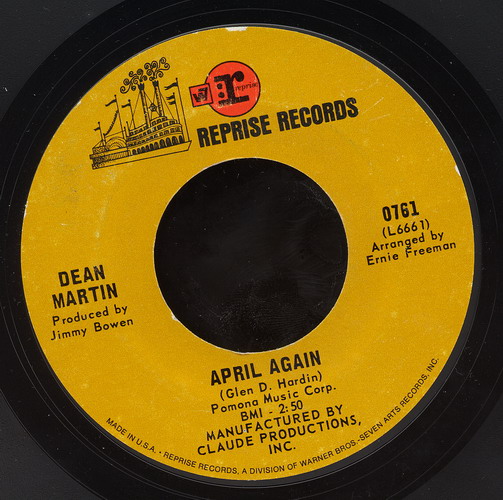 W
B
r
reprise
REPRISE RECORDS
0761
(L6661)
Arranged by
Ernie Freeman
DEAN
MARTIN
Produced by
Jimmy Bowen
APRIL AGAIN
(Glen D. Hardin)
Pomona Music Corp.
BMI - 2:50
MANUFACTURED BY
CLAUDE PRODUCTIONS,
INC.
MADE IN U.S.A. • REPRISE RECORDS, A DIVISION OF WARNER BROS.-SEVEN ARTS RECORDS, INC.